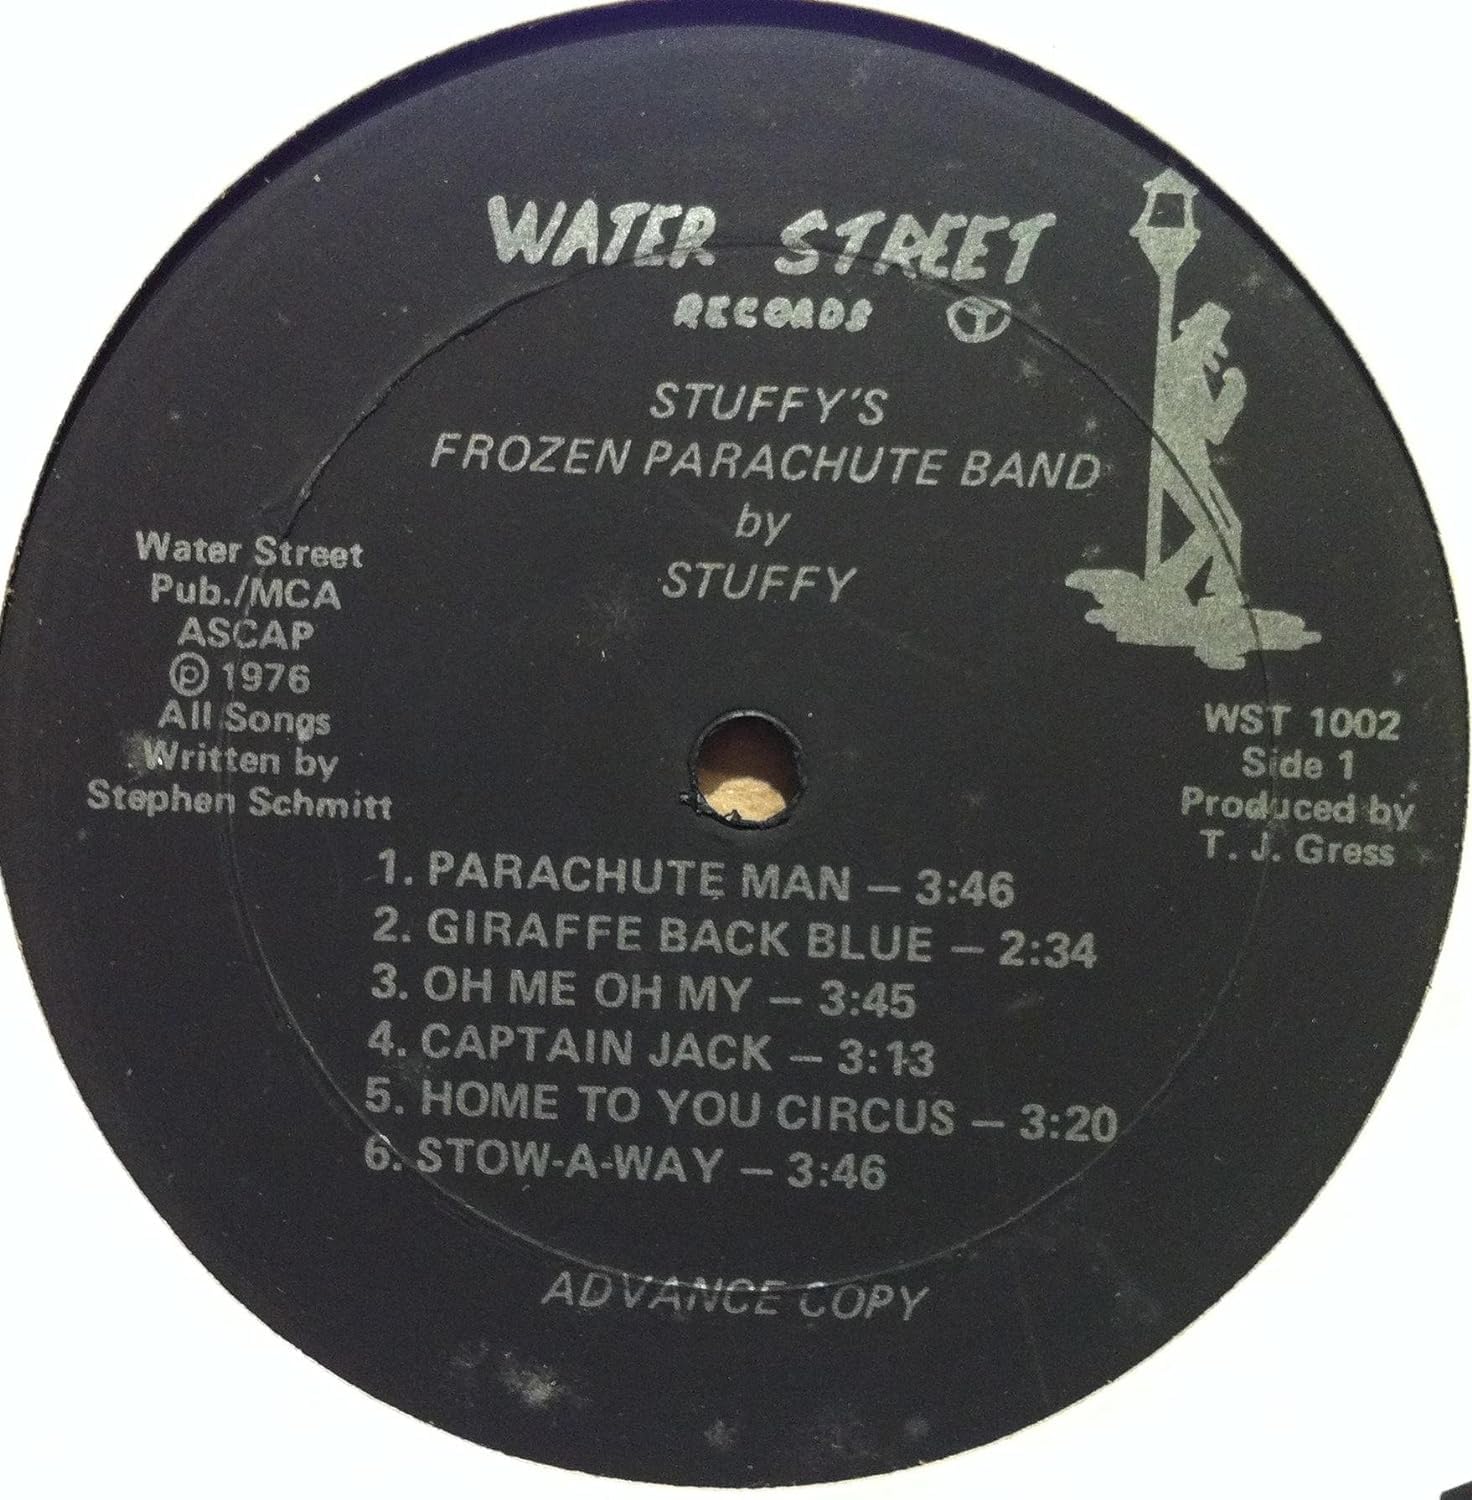 WATER STREET
RECORDS T
STUFFY'S
FROZEN PARACHUTE BAND
by
STUFFY
Water Street
Pub./MCA
ASCAP
Ⓟ 1976
All Songs
Written by
Stephen Schmitt
WST 1002
Side 1
Produced by
T. J. Gress
1. PARACHUTE MAN – 3:46
2. GIRAFFE BACK BLUE – 2:34
3. OH ME OH MY – 3:45
4. CAPTAIN JACK – 3:13
5. HOME TO YOU CIRCUS – 3:20
6. STOW-A-WAY – 3:46
ADVANCE COPY